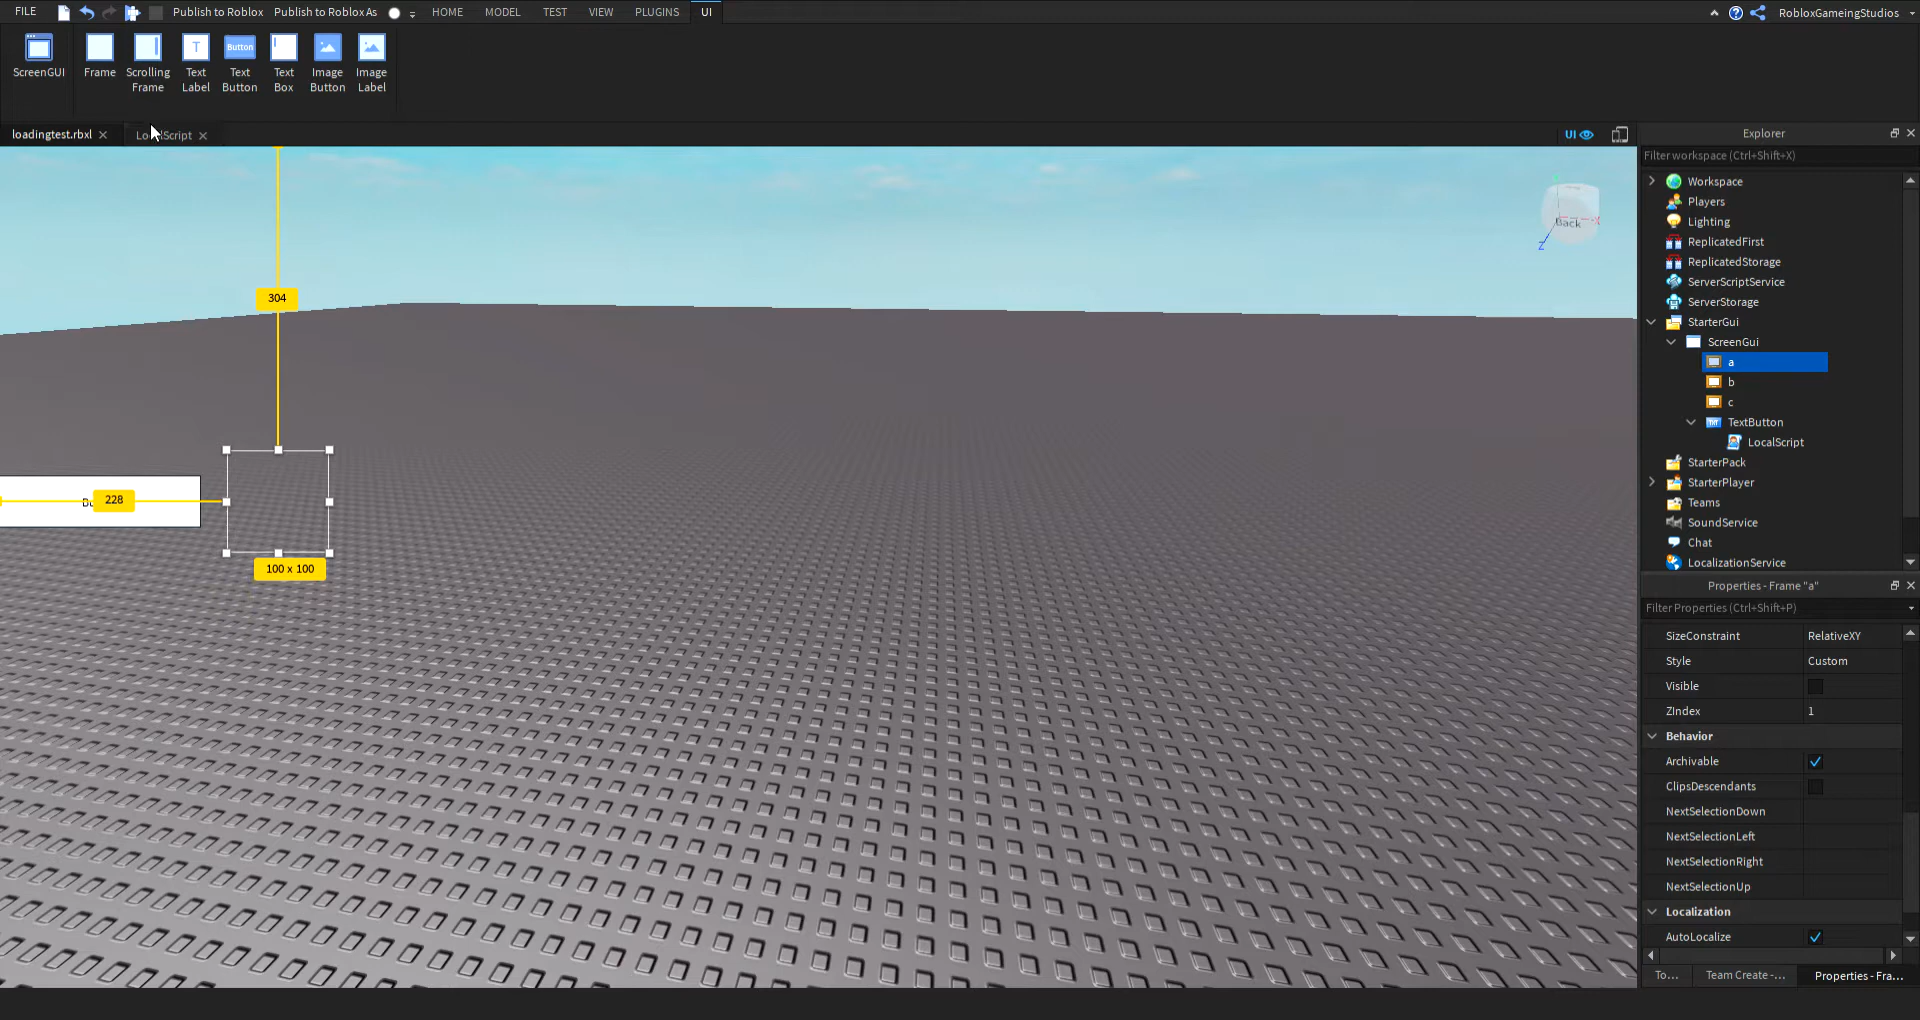 FILE Publish to Roblox Publish to Roblox As HOME MODEL TEST VIEW PLUGINS UI RobloxGameingStudios
ScreenGUI Frame Scrolling Frame Text Label Button Text Button Text Box Image Button Image Label
loadingtest.rbxl LocalScript UI Explorer
Filter workspace (Ctrl+Shift+X)
Workspace
Players
Lighting
ReplicatedFirst
ReplicatedStorage
ServerScriptService
ServerStorage
StarterGui
ScreenGui
a
b
c
TextButton
LocalScript
StarterPack
StarterPlayer
Teams
SoundService
Chat
LocalizationService
Back
Z
304
228
100 x 100
Properties - Frame "a"
Filter Properties (Ctrl+Shift+P)
SizeConstraint RelativeXY
Style Custom
Visible
ZIndex 1
Behavior
Archivable
ClipsDescendants
NextSelectionDown
NextSelectionLeft
NextSelectionRight
NextSelectionUp
Localization
AutoLocalize
To... Team Create -... Properties - Fra...